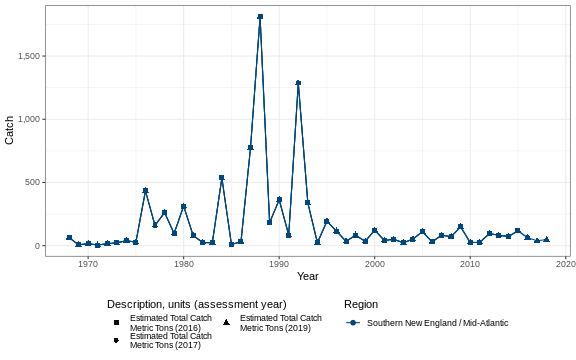 1,500
1,000
500
0
Catch
1970
1980
1990
2000
2010
2020
Year
Description, units (assessment year)
Estimated Total Catch
Metric Tons (2016)
Estimated Total Catch
Metric Tons (2017)
Estimated Total Catch
Metric Tons (2019)
Region
Southern New England / Mid-Atlantic